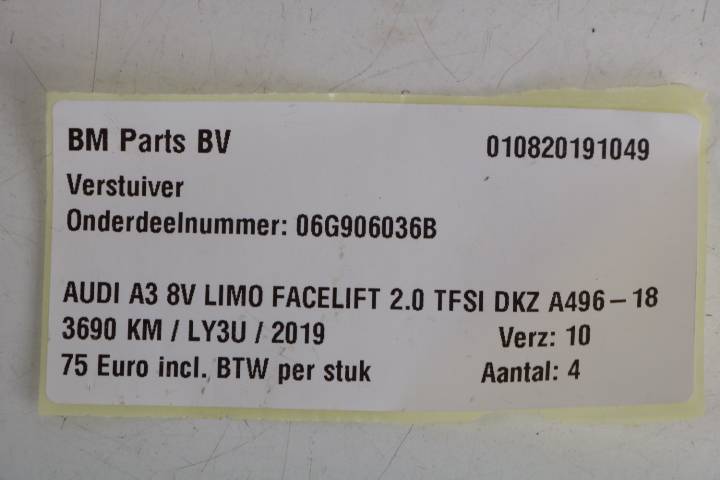 BM Parts BV 010820191049
Verstuiver
Onderdeelnummer: 06G906036B
AUDI A3 8V LIMO FACELIFT 2.0 TFSI DKZ A496-18
3690 KM / LY3U / 2019 Verz: 10
75 Euro incl. BTW per stuk Aantal: 4